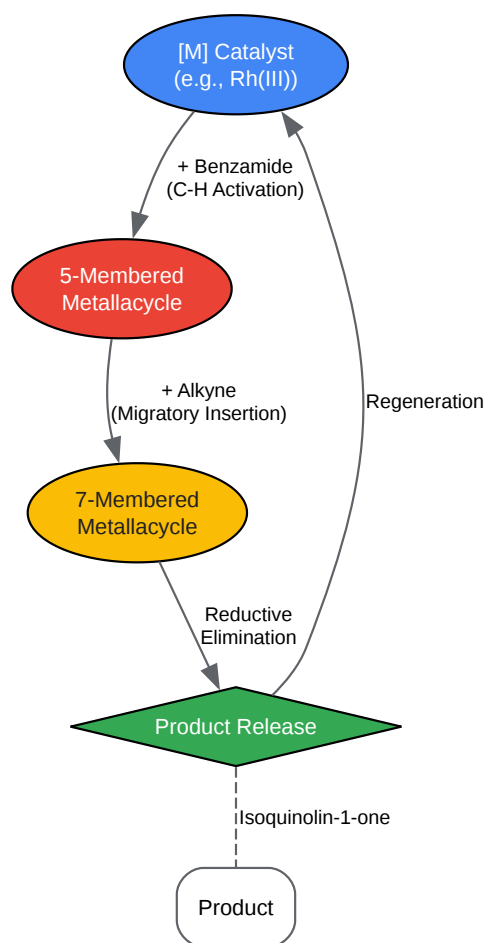 [M] Catalyst
(e.g., Rh(III))
+ Benzamide
(C-H Activation)
5-Membered
Metallacycle
+ Alkyne
(Migratory Insertion)
Regeneration
7-Membered
Metallacycle
Reductive
Elimination
Product Release
Isoquinolin-1-one
Product